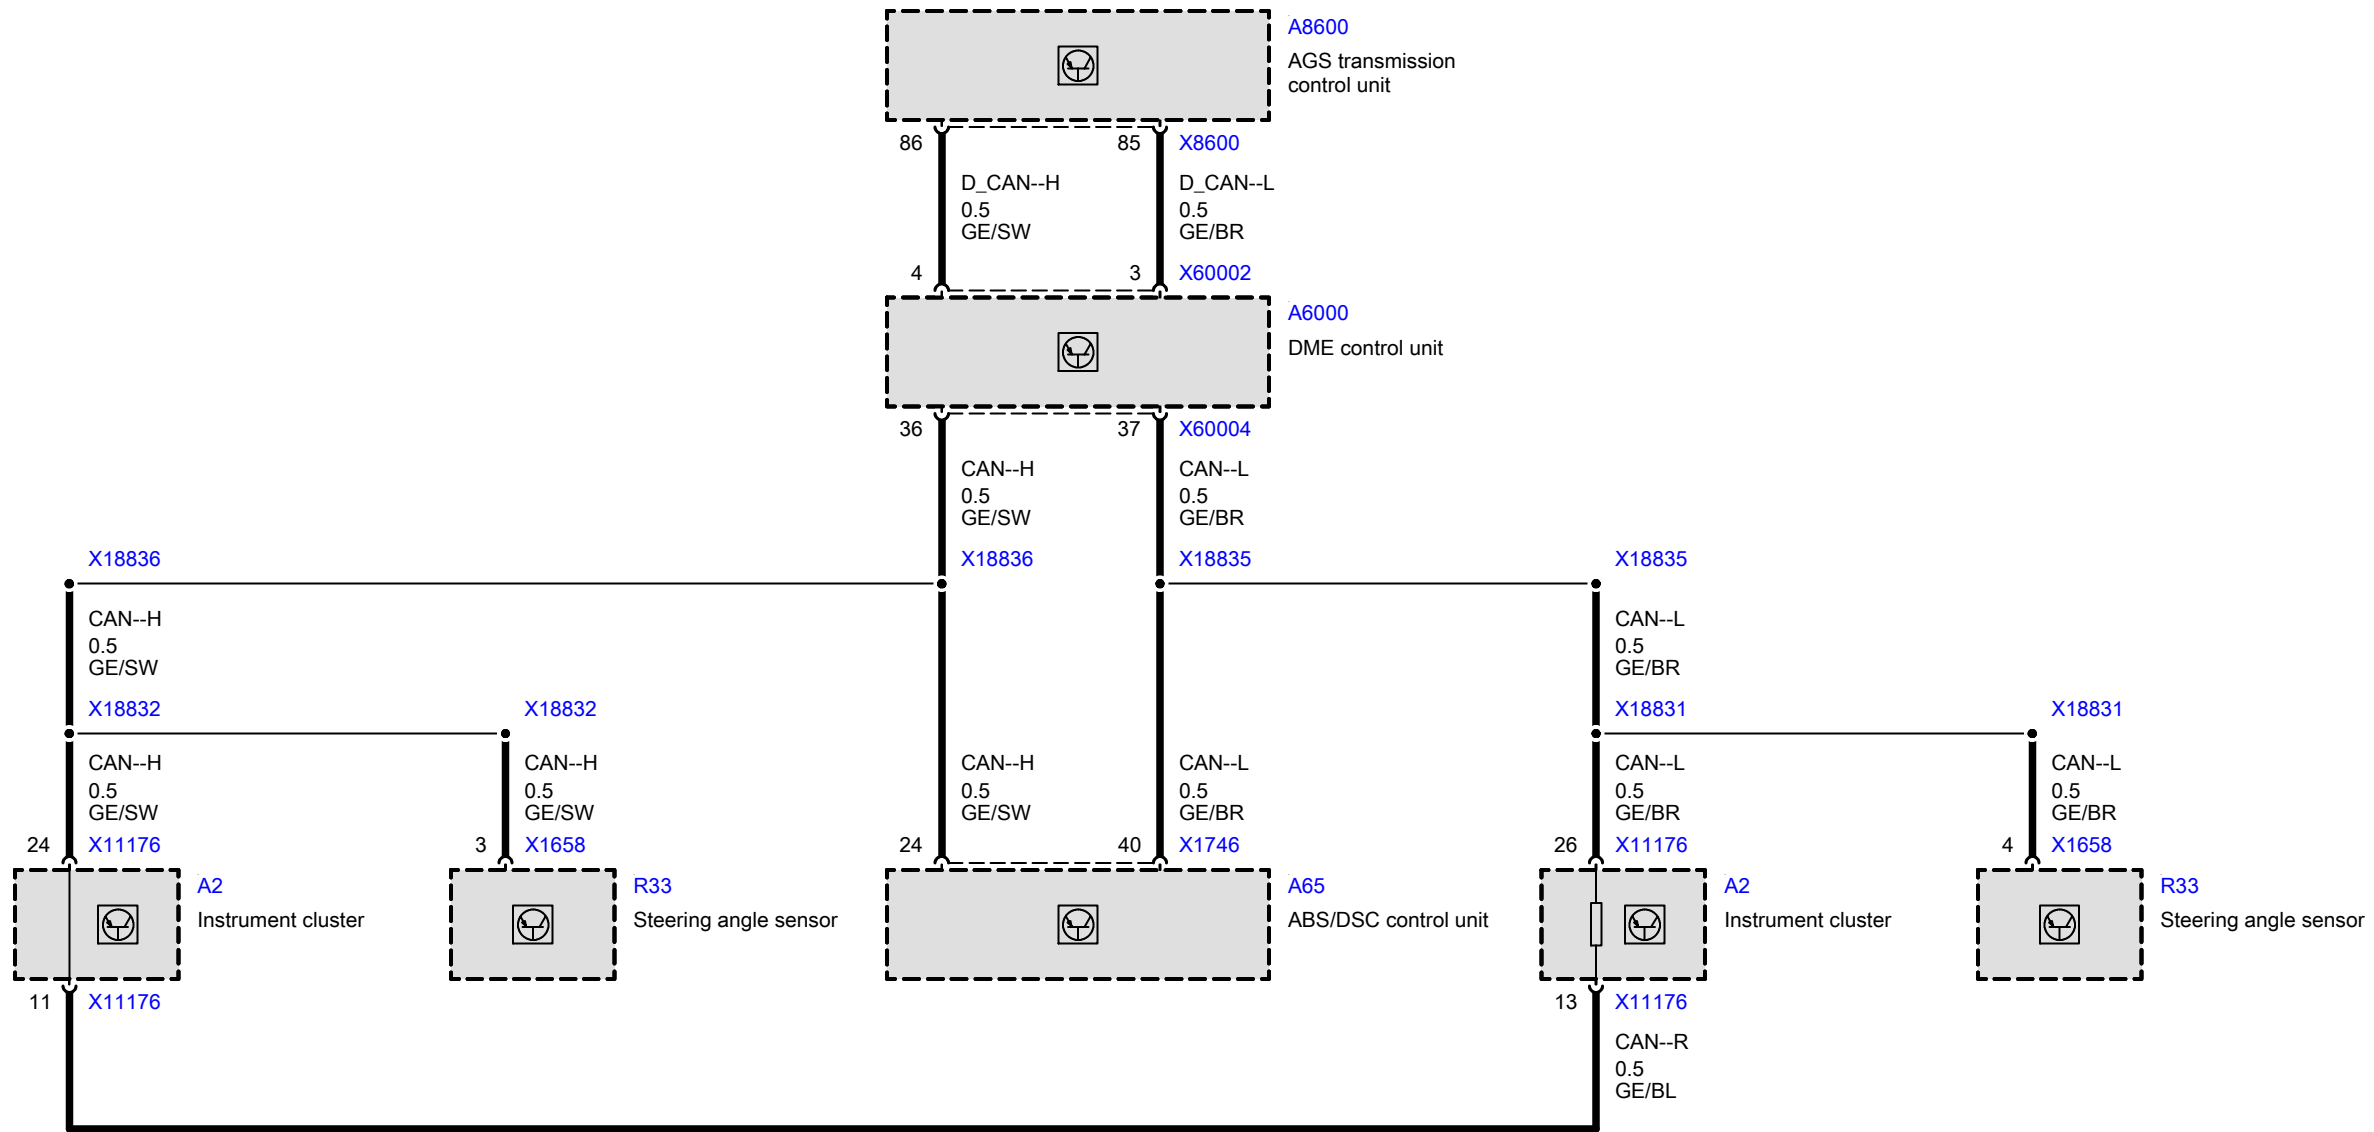 A8600
AGS transmission
control unit
86
85
X8600
D_CAN--H
0.5
GE/SW
D_CAN--L
0.5
GE/BR
4
3
X60002
A6000
DME control unit
36
37
X60004
CAN--H
0.5
GE/SW
CAN--L
0.5
GE/BR
X18836
X18836
X18835
X18835
CAN--H
0.5
GE/SW
CAN--L
0.5
GE/BR
X18832
X18832
X18831
X18831
CAN--H
0.5
GE/SW
CAN--H
0.5
GE/SW
CAN--H
0.5
GE/SW
CAN--L
0.5
GE/BR
CAN--L
0.5
GE/BR
CAN--L
0.5
GE/BR
24
X11176
3
X1658
24
40
X1746
26
X11176
4
X1658
A2
Instrument cluster
R33
Steering angle sensor
A65
ABS/DSC control unit
A2
Instrument cluster
R33
Steering angle sensor
11
X11176
13
X11176
CAN--R
0.5
GE/BL